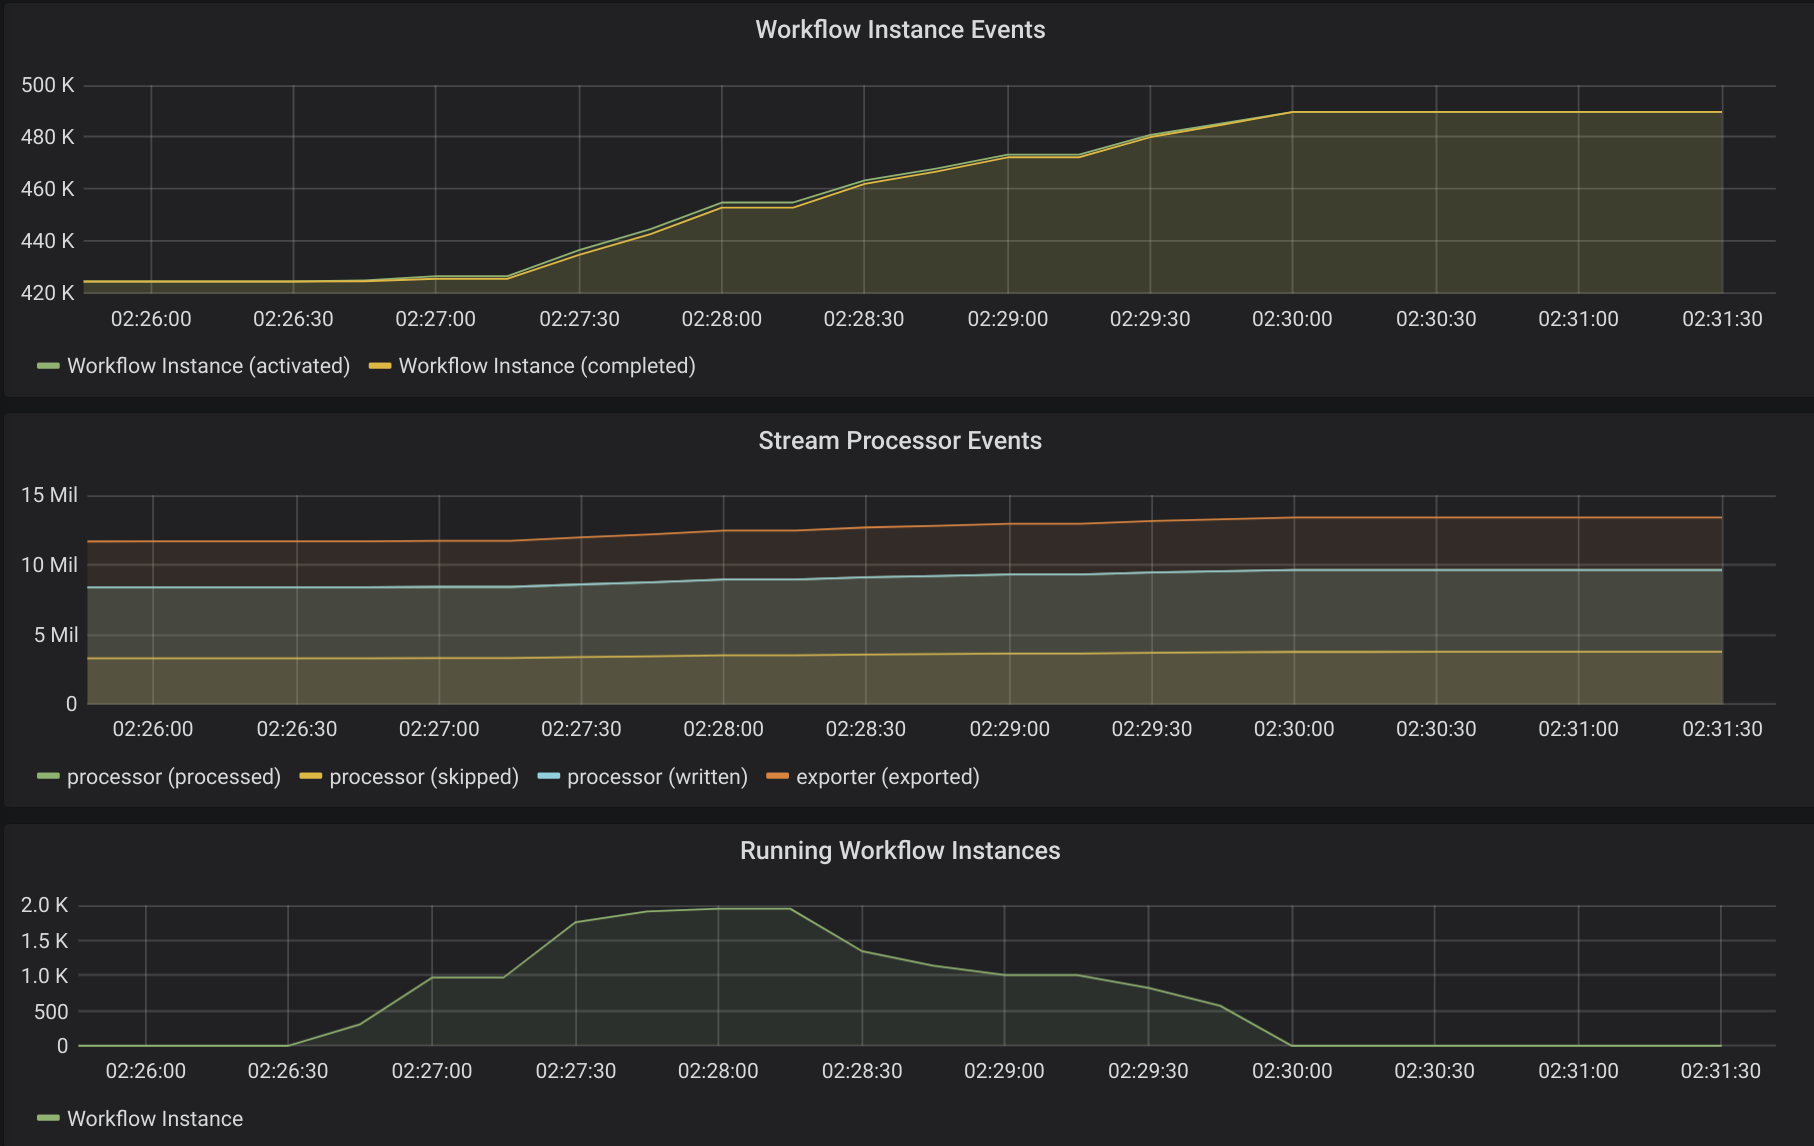 Workflow Instance Events
500 K
480 K
460 K
440 K
420 K
02:26:00 02:26:30 02:27:00 02:27:30 02:28:00 02:28:30 02:29:00 02:29:30 02:30:00 02:30:30 02:31:00 02:31:30
Workflow Instance (activated) Workflow Instance (completed)
Stream Processor Events
15 Mil
10 Mil
5 Mil
0
02:26:00 02:26:30 02:27:00 02:27:30 02:28:00 02:28:30 02:29:00 02:29:30 02:30:00 02:30:30 02:31:00 02:31:30
processor (processed) processor (skipped) processor (written) exporter (exported)
Running Workflow Instances
2.0 K
1.5 K
1.0 K
500
0
02:26:00 02:26:30 02:27:00 02:27:30 02:28:00 02:28:30 02:29:00 02:29:30 02:30:00 02:30:30 02:31:00 02:31:30
Workflow Instance